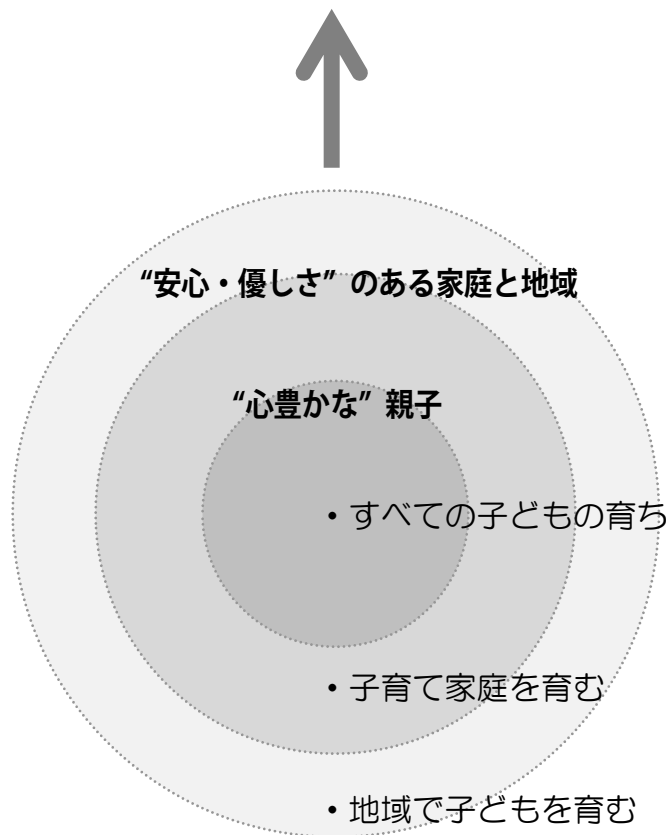 “安心・優しさ”のある家庭と地域
“心豊かな”親子
・すべての子どもの育ち
・子育て家庭を育む
・地域で子どもを育む